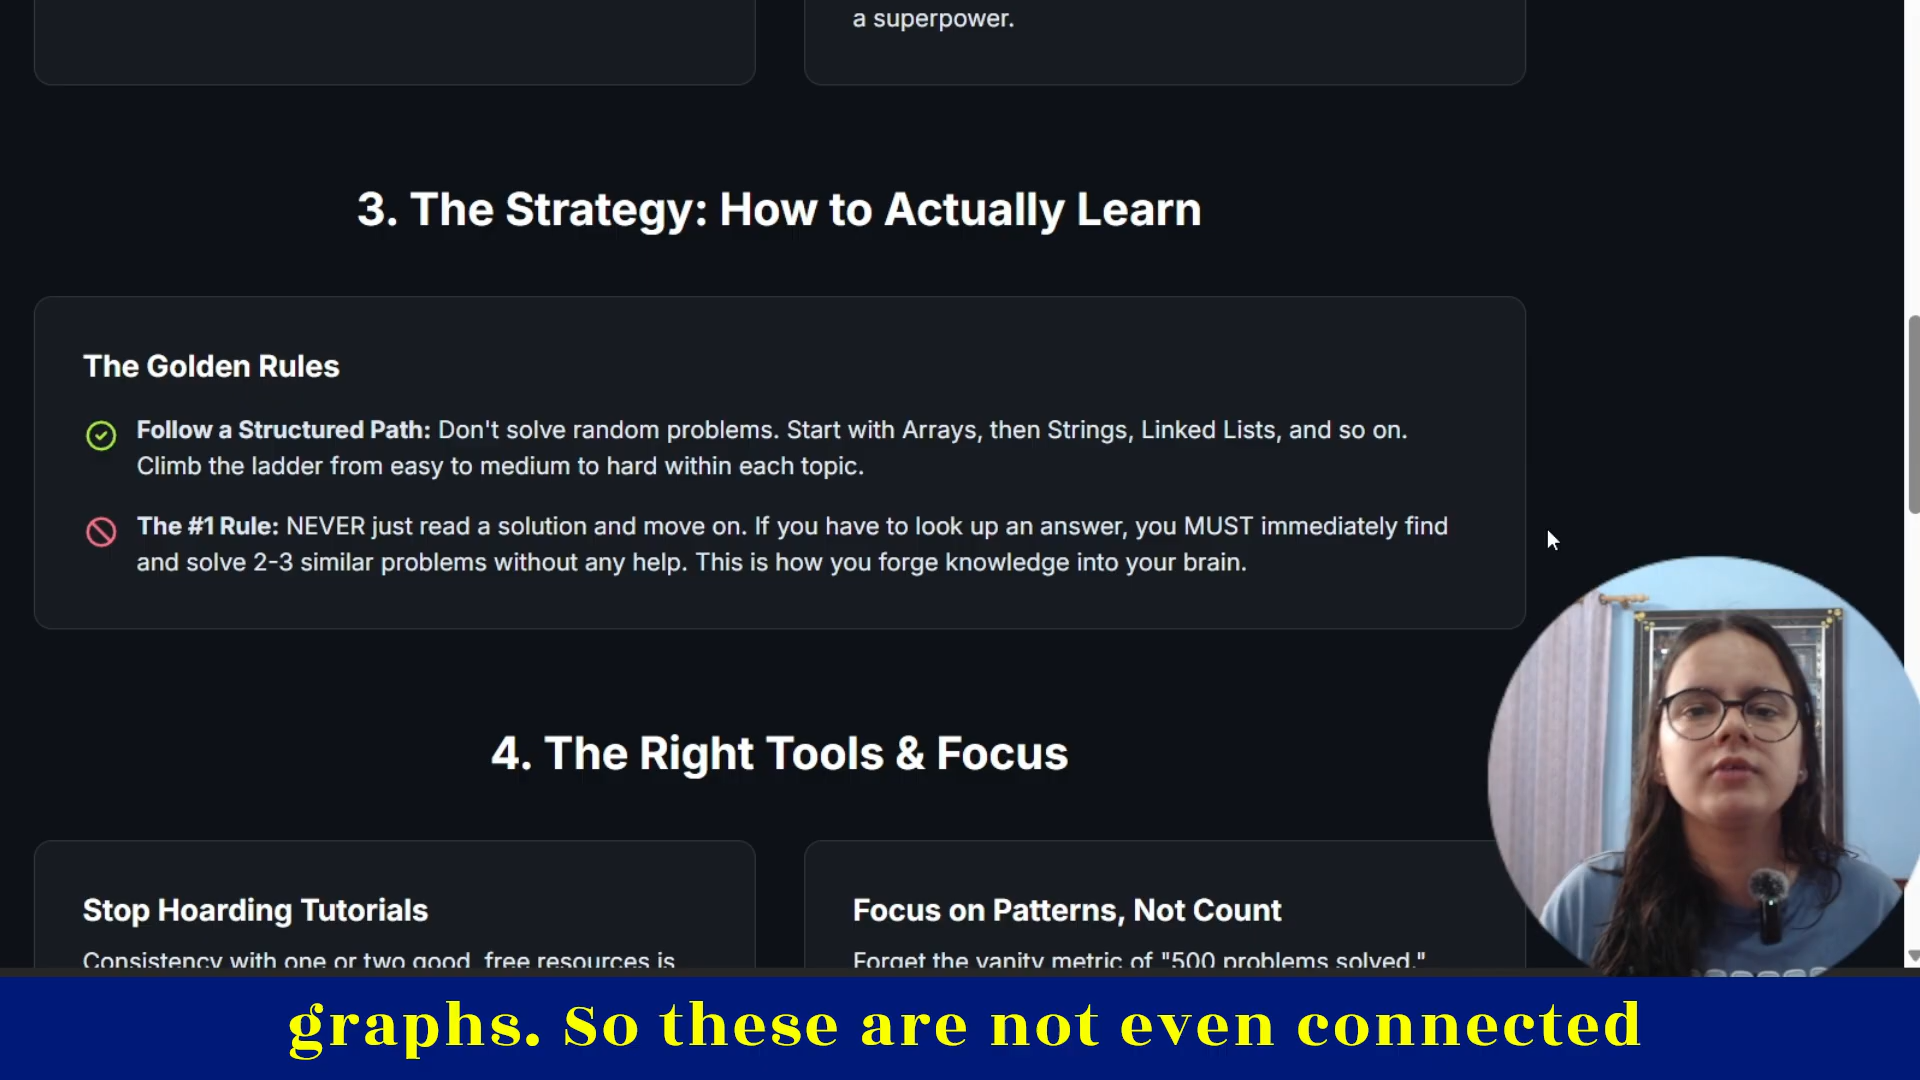 a superpower.
3. The Strategy: How to Actually Learn
The Golden Rules
Follow a Structured Path: Don't solve random problems. Start with Arrays, then Strings, Linked Lists, and so on.
Climb the ladder from easy to medium to hard within each topic.
The #1 Rule: NEVER just read a solution and move on. If you have to look up an answer, you MUST immediately find
and solve 2-3 similar problems without any help. This is how you forge knowledge into your brain.
4. The Right Tools & Focus
Stop Hoarding Tutorials
Consistency with one or two good, free resources is
Focus on Patterns, Not Count
Forget the vanity metric of "500 problems solved."
graphs. So these are not even connected